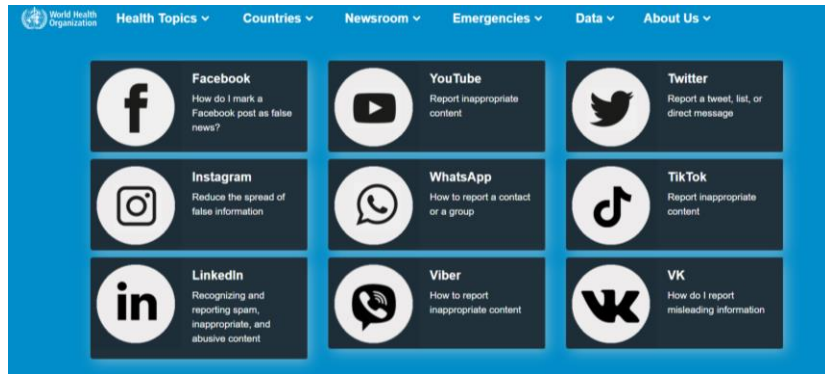 World Health
Organization
Health Topics
Countries
Newsroom
Emergencies
Data
About Us
Facebook
How do I mark a
Facebook post as false
news?
YouTube
Report inappropriate
content
Twitter
Report a tweet, list, or
direct message
Instagram
Reduce the spread of
false information
WhatsApp
How to report a contact
or a group
TikTok
Report inappropriate
content
LinkedIn
Recognizing and
reporting spam,
inappropriate, and
abusive content
Viber
How to report
inappropriate content
VK
How do I report
misleading information